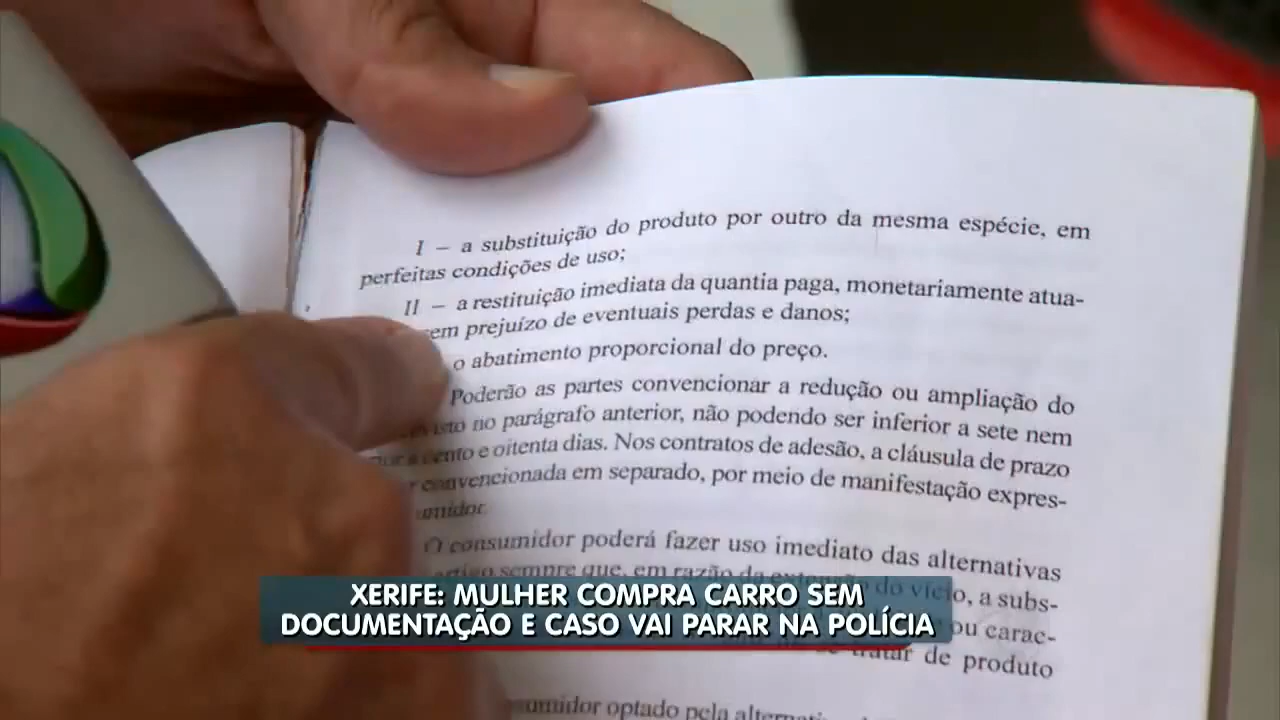 I – a substituição do produto por outro da mesma espécie, em
perfeitas condições de uso;
II – a restituição imediata da quantia paga, monetariamente atua-
sem prejuízo de eventuais perdas e danos;
o abatimento proporcional do preço.
Poderão as partes convencionar a redução ou ampliação do
no parágrafo anterior, não podendo ser inferior a sete nem
a cento e oitenta dias. Nos contratos de adesão, a cláusula de prazo
convencionada em separado, por meio de manifestação expres-
O consumidor poderá fazer uso imediato das alternativas
artigo sempre que, em razão da extensão do vício, a subs-
ou carac-
tratar de produto
optado pela
XERIFE: MULHER COMPRA CARRO SEM
DOCUMENTAÇÃO E CASO VAI PARAR NA POLÍCIA